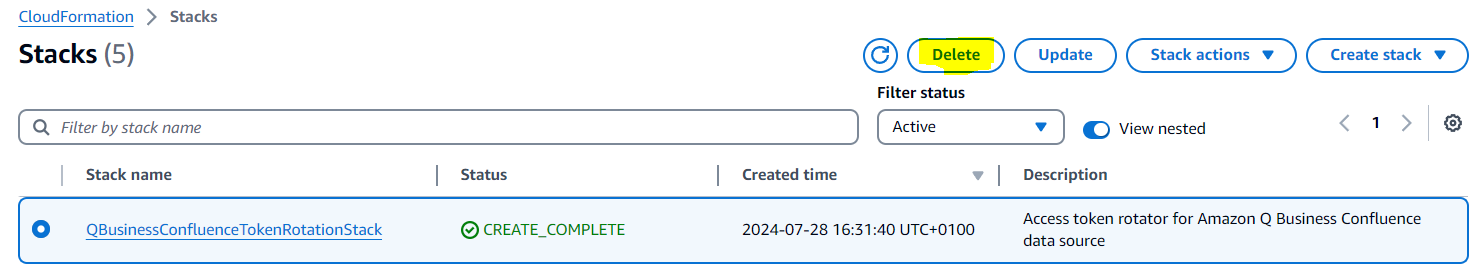 CloudFormation > Stacks
Stacks (5)
Delete
Update
Stack actions
Create stack
Filter status
Filter by stack name
Active
View nested
1
Stack name
Status
Created time
Description
QBusinessConfluenceTokenRotationStack
CREATE_COMPLETE
2024-07-28 16:31:40 UTC+0100
Access token rotator for Amazon Q Business Confluence
data source